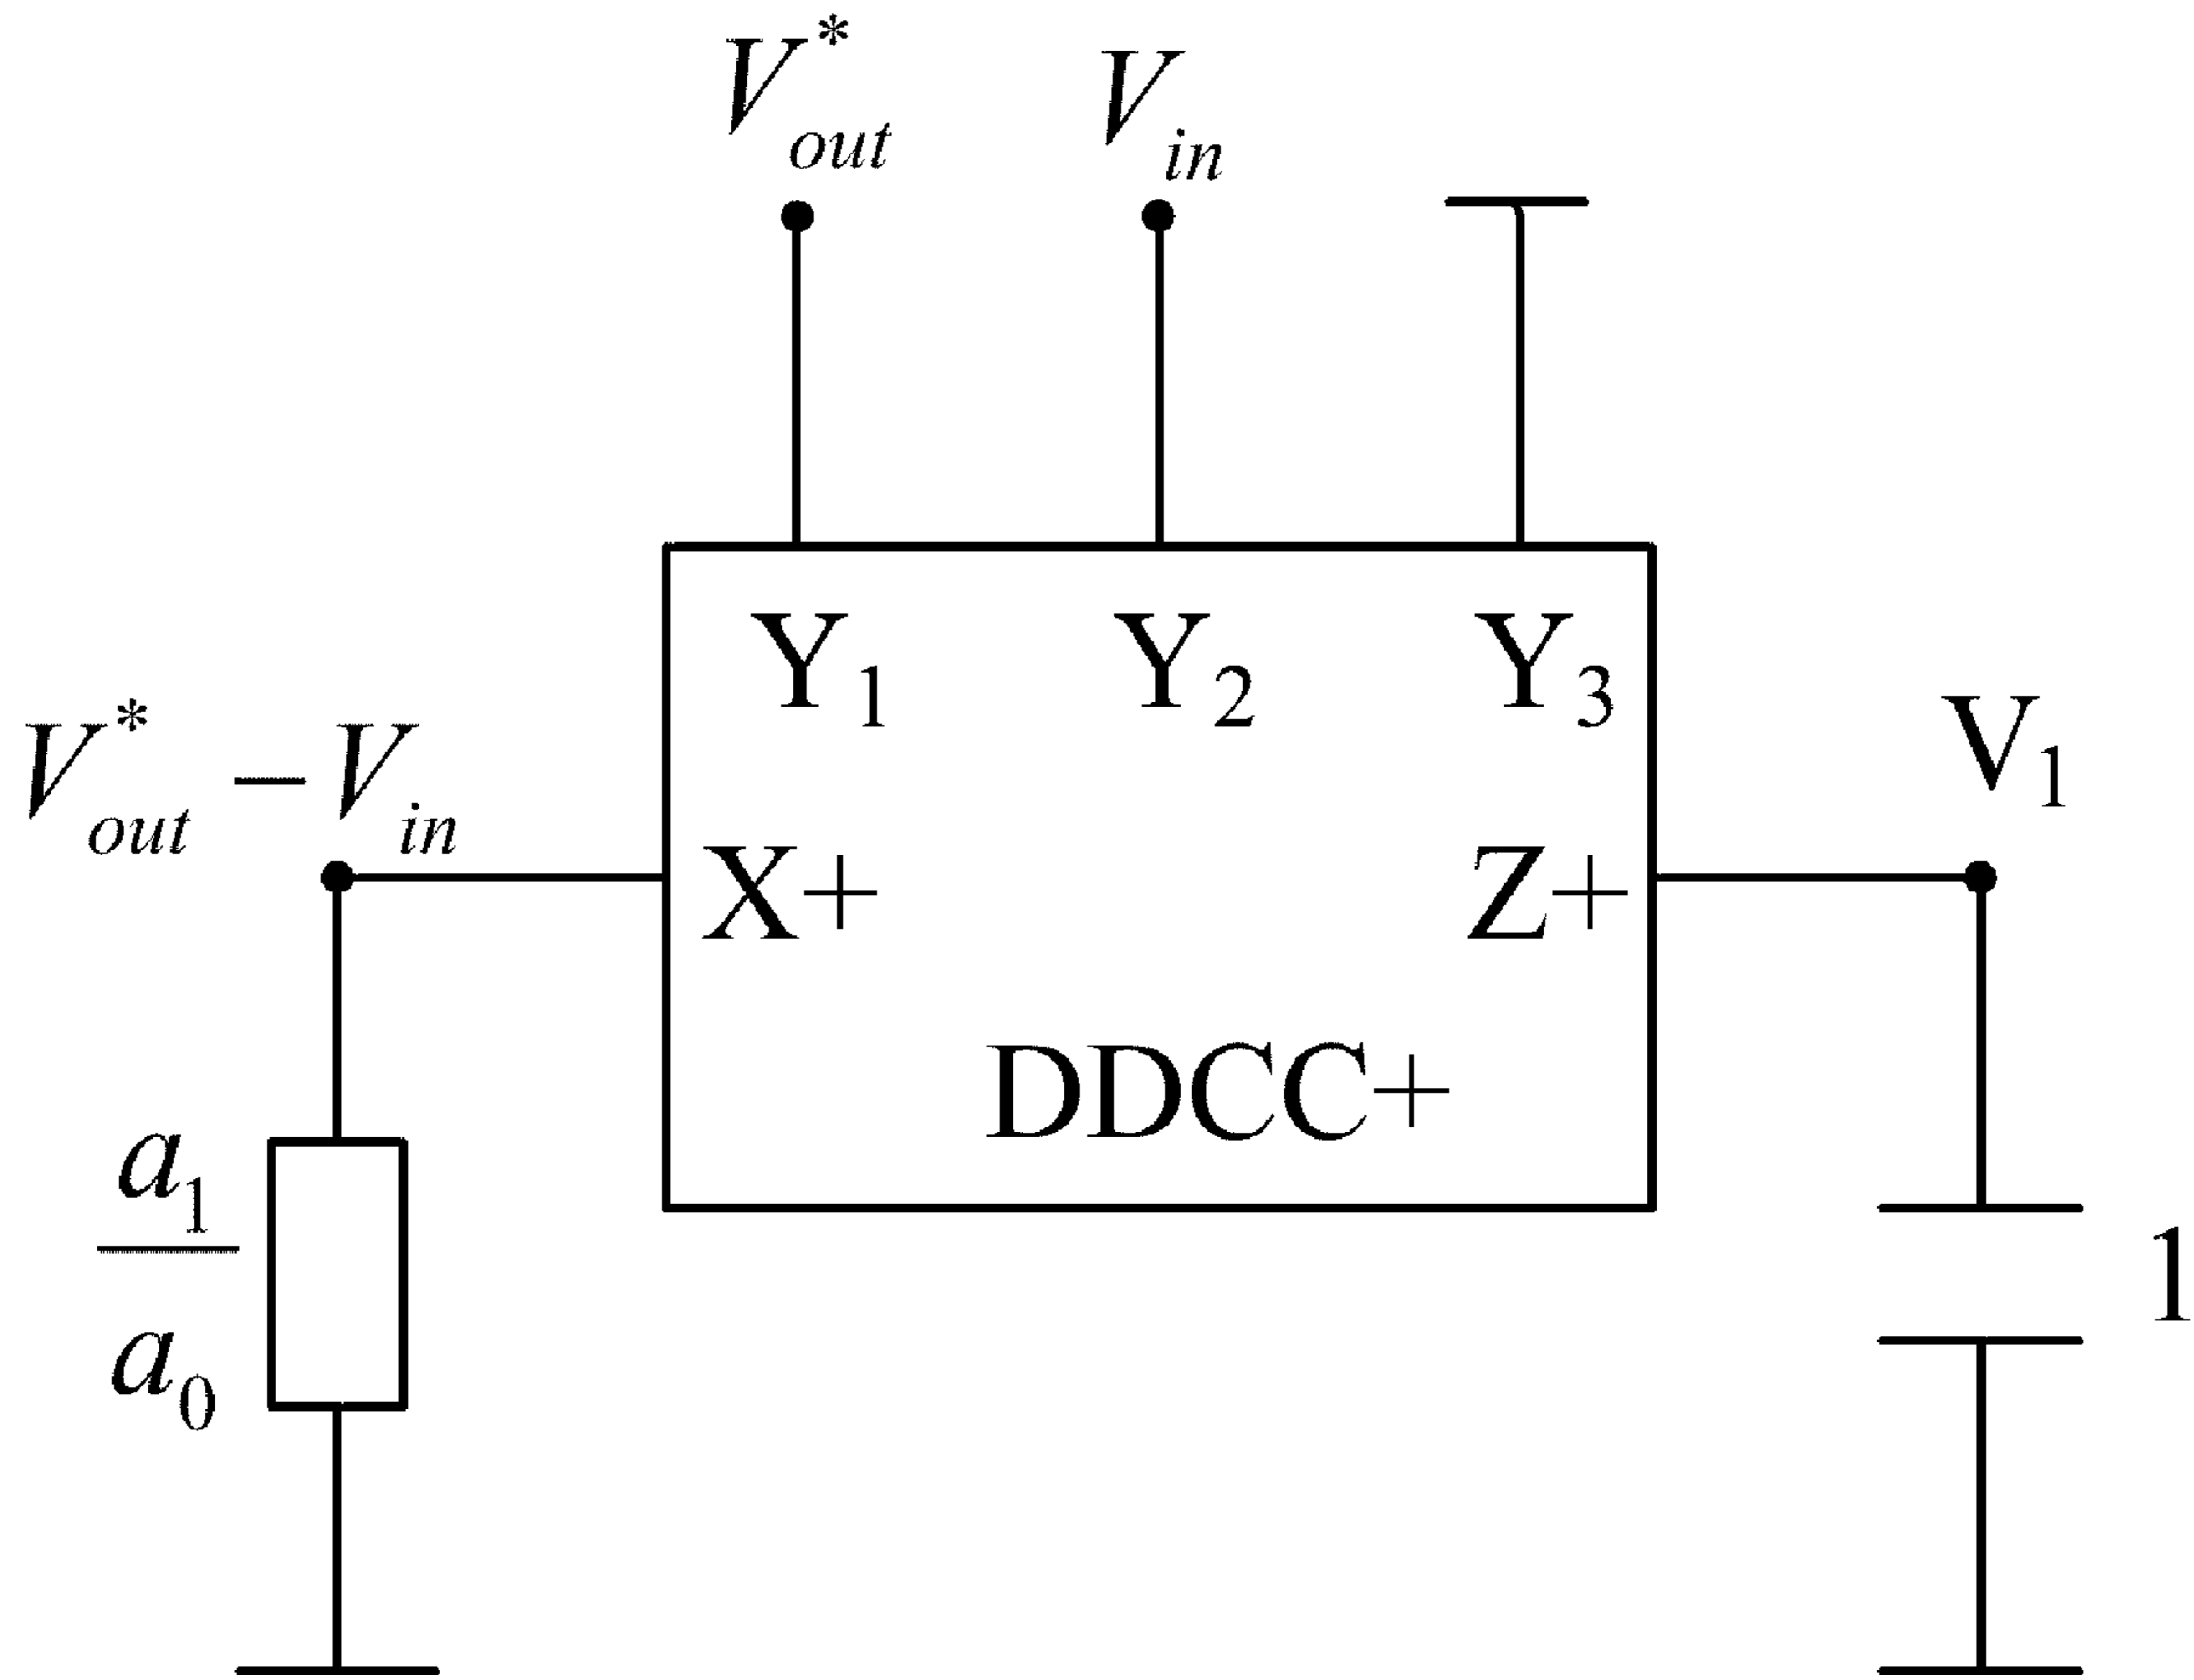 V*out Vin
Y1 Y2 Y3
V*out − Vin
V1
X+ Z+
DDCC+
a1
a0
1